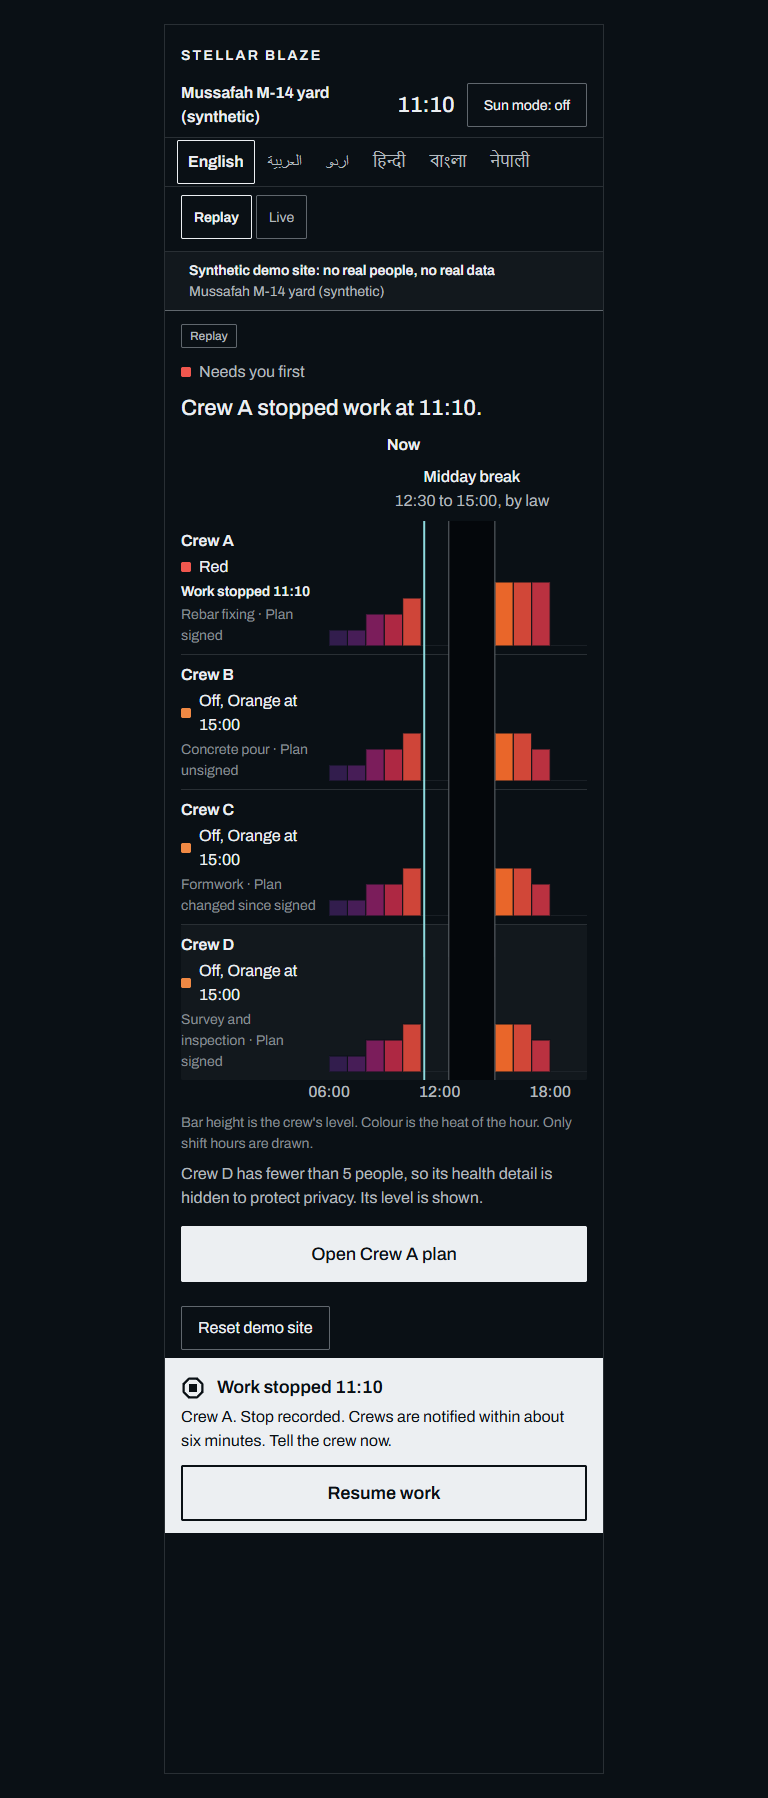 STELLAR BLAZE
Mussafah M-14 yard
(synthetic)
11:10
Sun mode: off
English
العربية
اردو
हिन्दी
বাংলা
नेपाली
Replay
Live
Synthetic demo site: no real people, no real data
Mussafah M-14 yard (synthetic)
Replay
Needs you first
Crew A stopped work at 11:10.
Now
Midday break
12:30 to 15:00, by law
Crew A
Red
Work stopped 11:10
Rebar fixing · Plan
signed
Crew B
Off, Orange at
15:00
Concrete pour · Plan
unsigned
Crew C
Off, Orange at
15:00
Formwork · Plan
changed since signed
Crew D
Off, Orange at
15:00
Survey and
inspection · Plan
signed
06:00
12:00
18:00
Bar height is the crew's level. Colour is the heat of the hour. Only
shift hours are drawn.
Crew D has fewer than 5 people, so its health detail is
hidden to protect privacy. Its level is shown.
Open Crew A plan
Reset demo site
Work stopped 11:10
Crew A. Stop recorded. Crews are notified within about
six minutes. Tell the crew now.
Resume work